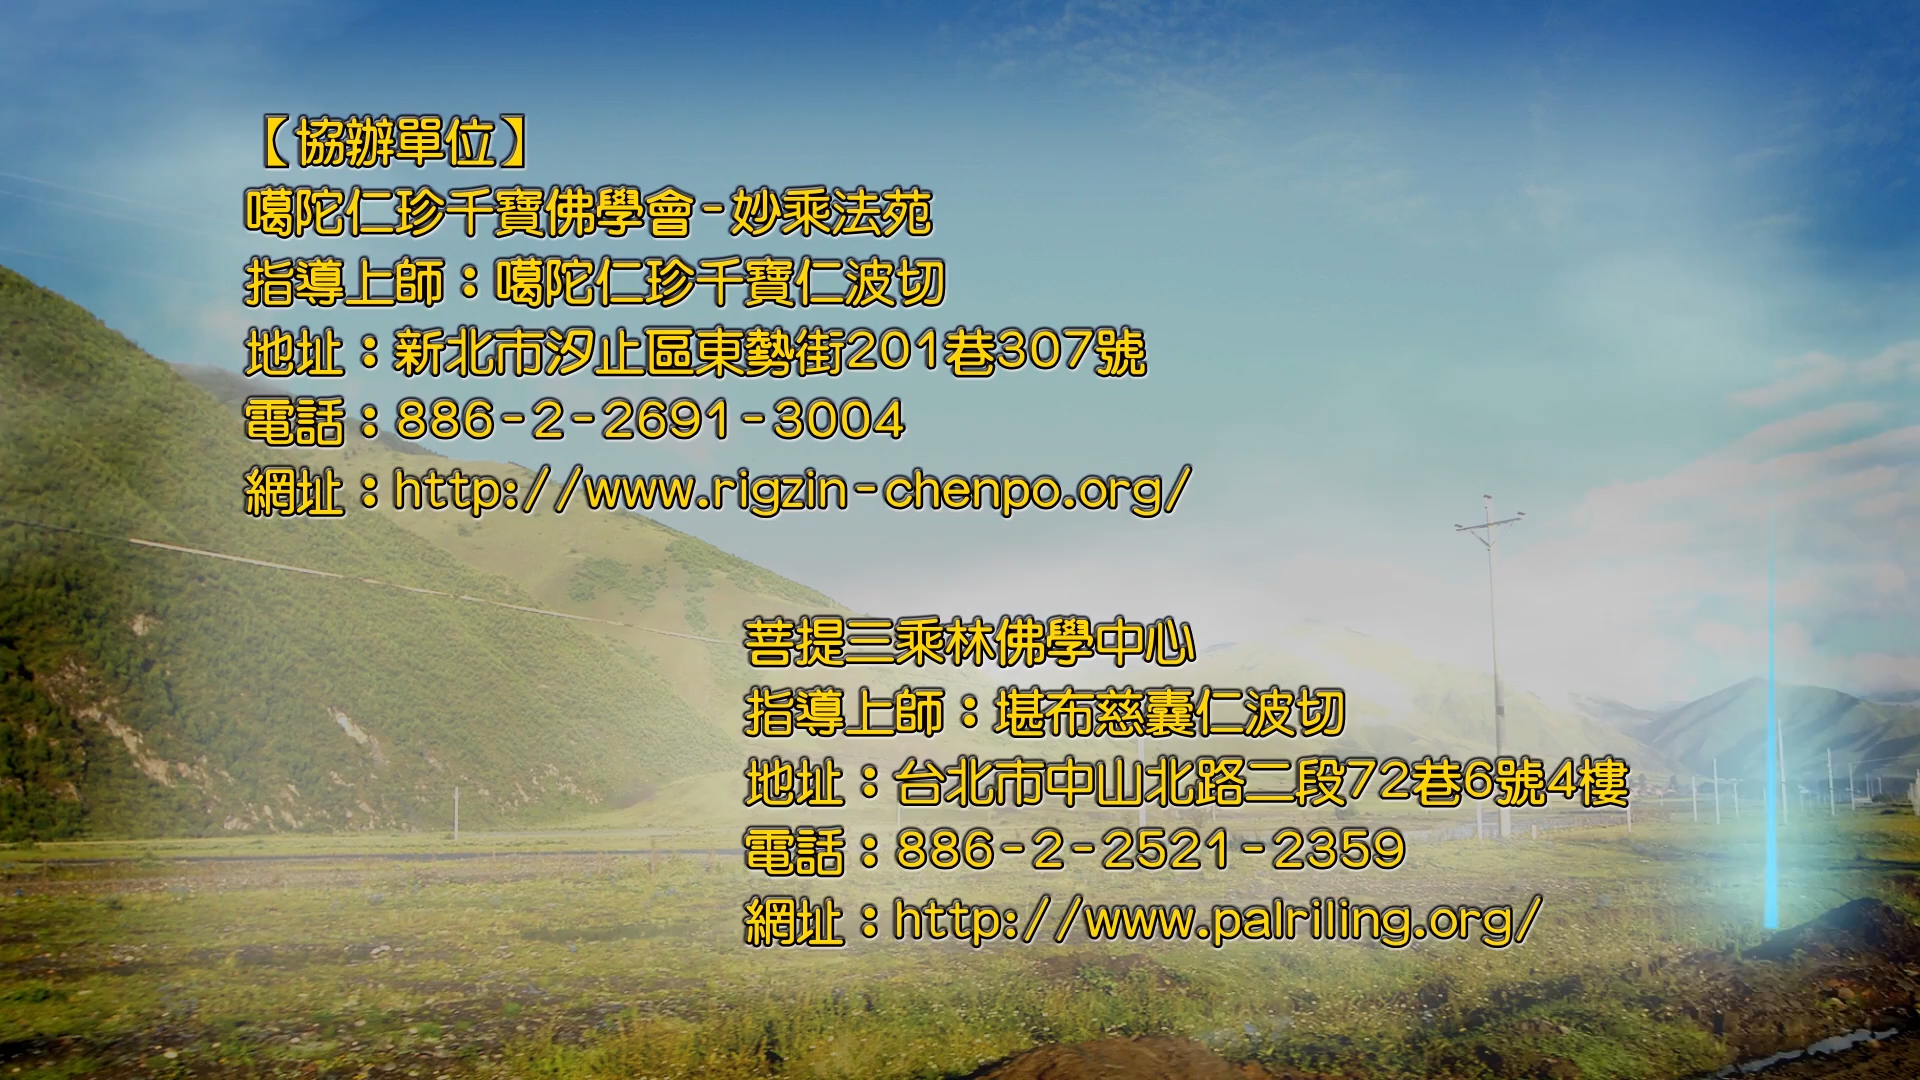 【協辦單位】
噶陀仁珍千寶佛學會-妙乘法苑
指導上師：噶陀仁珍千寶仁波切
地址：新北市汐止區東勢街201巷307號
電話：886-2-2691-3004
網址：http://www.rigzin-chenpo.org/
菩提三乘林佛學中心
指導上師：堪布慈囊仁波切
地址：台北市中山北路二段72巷6號4樓
電話：886-2-2521-2359
網址：http://www.palriling.org/